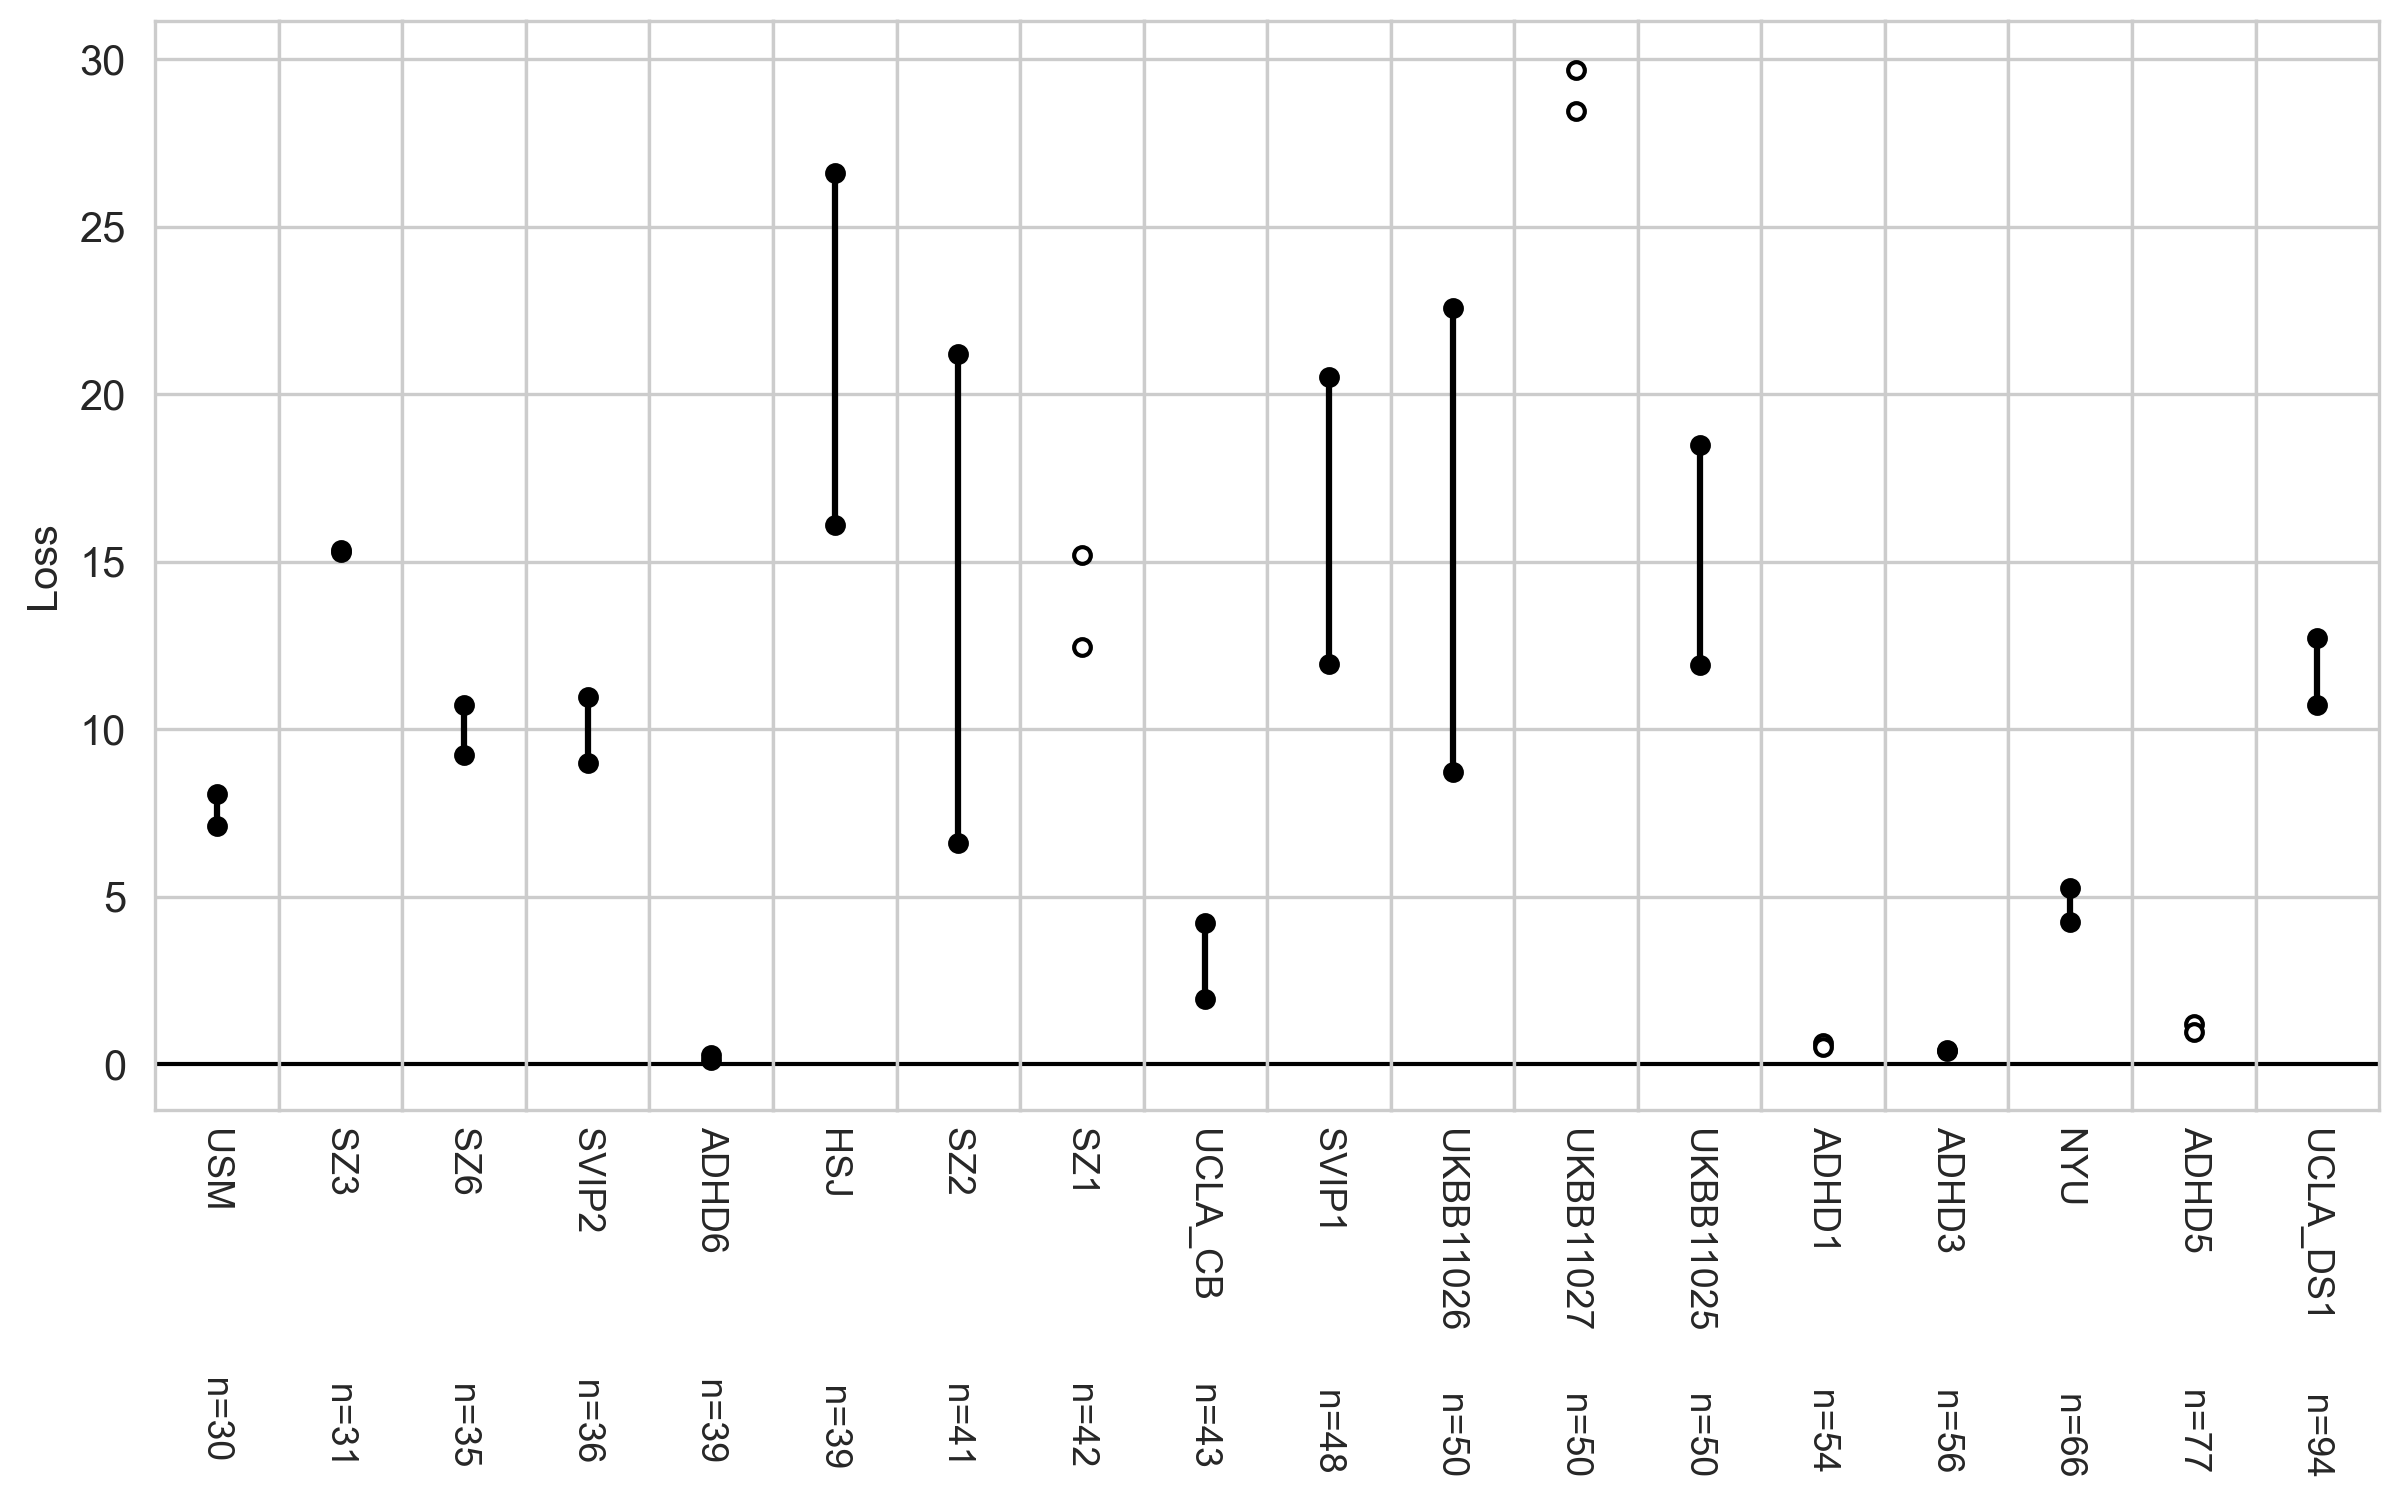 30
25
20
15
10
5
0
Loss
USM n=30
SZ3 n=31
SZ6 n=35
SVIP2 n=36
ADHD6 n=39
HSJ n=39
SZ2 n=41
SZ1 n=42
UCLA_CB n=43
SVIP1 n=48
UKBB11026 n=50
UKBB11027 n=50
UKBB11025 n=50
ADHD1 n=54
ADHD3 n=56
NYU n=66
ADHD5 n=77
UCLA_DS1 n=94